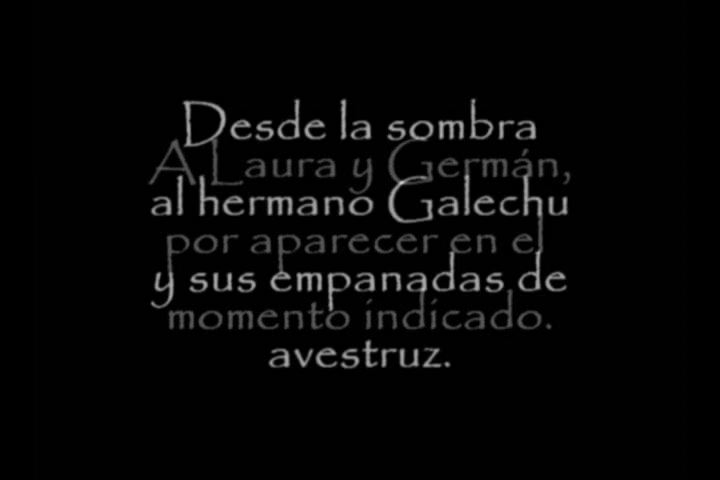 Desde la sombra
A Laura y Germán,
al hermano Galechu
por aparecer en el
y sus empanadas de
momento indicado.
avestruz.